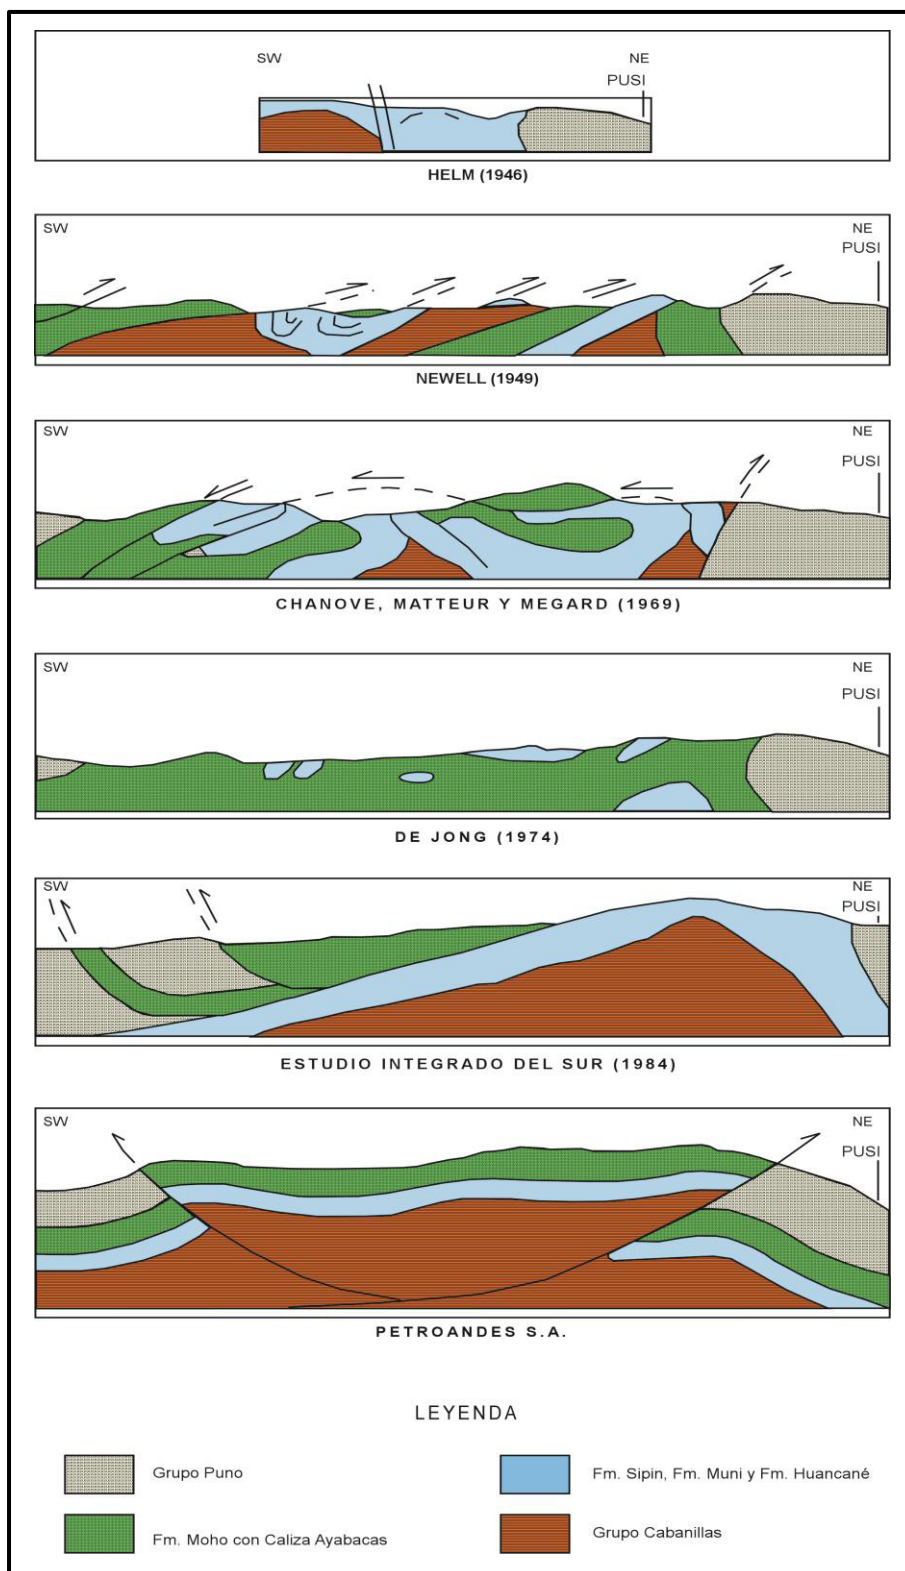 SW NE
PUSI
HELM (1946)
SW NE
PUSI
NEWELL (1949)
SW NE
PUSI
CHANOVE, MATTEUR Y MEGARD (1969)
SW NE
PUSI
DE JONG (1974)
SW NE
PUSI
ESTUDIO INTEGRADO DEL SUR (1984)
SW NE
PUSI
PETROANDES S.A.
LEYENDA
Grupo Puno
Fm. Sipin, Fm. Muni y Fm. Huancané
Fm. Moho con Caliza Ayabacas
Grupo Cabanillas